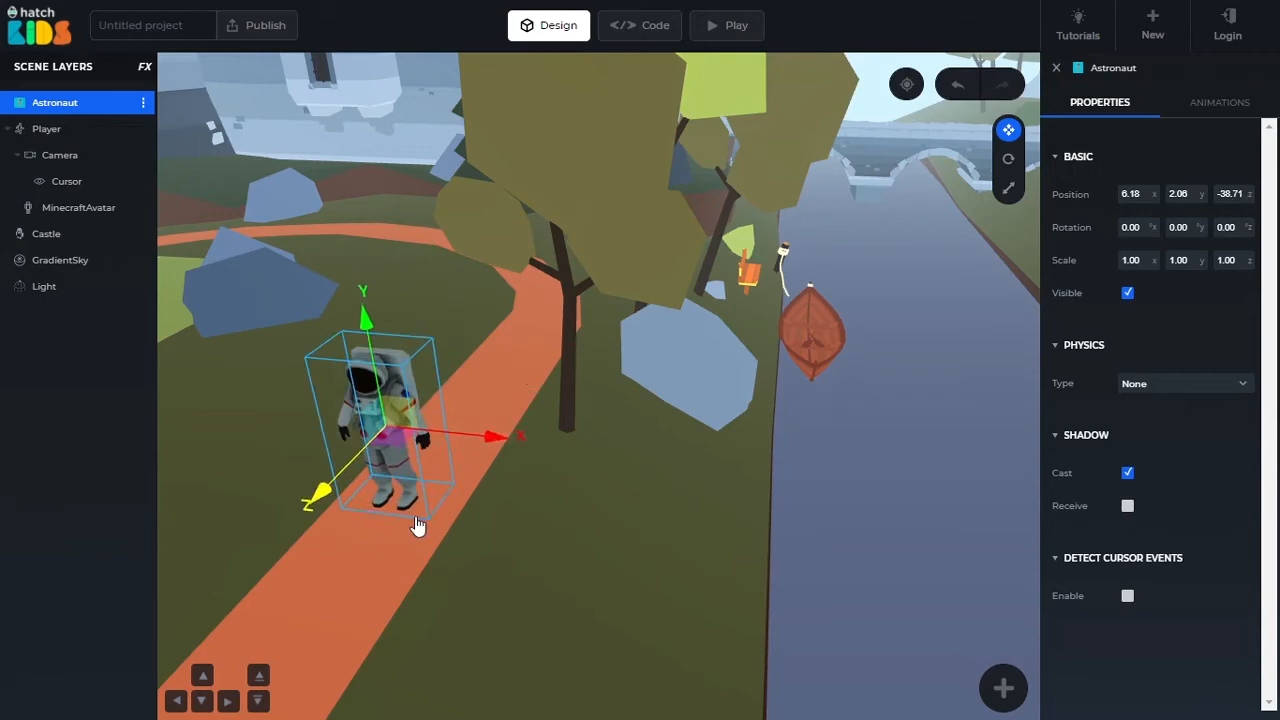 hatch
KIDS
Untitled project
Publish
Design
</> Code
Play
Tutorials
New
Login
SCENE LAYERS
FX
Astronaut
Player
Camera
Cursor
MinecraftAvatar
Castle
GradientSky
Light
Y
X
Z
Astronaut
PROPERTIES
ANIMATIONS
BASIC
Position 6.18 x 2.06 y -38.71 z
Rotation 0.00 °x 0.00 °y 0.00 °z
Scale 1.00 x 1.00 y 1.00 z
Visible
PHYSICS
Type None
SHADOW
Cast
Receive
DETECT CURSOR EVENTS
Enable